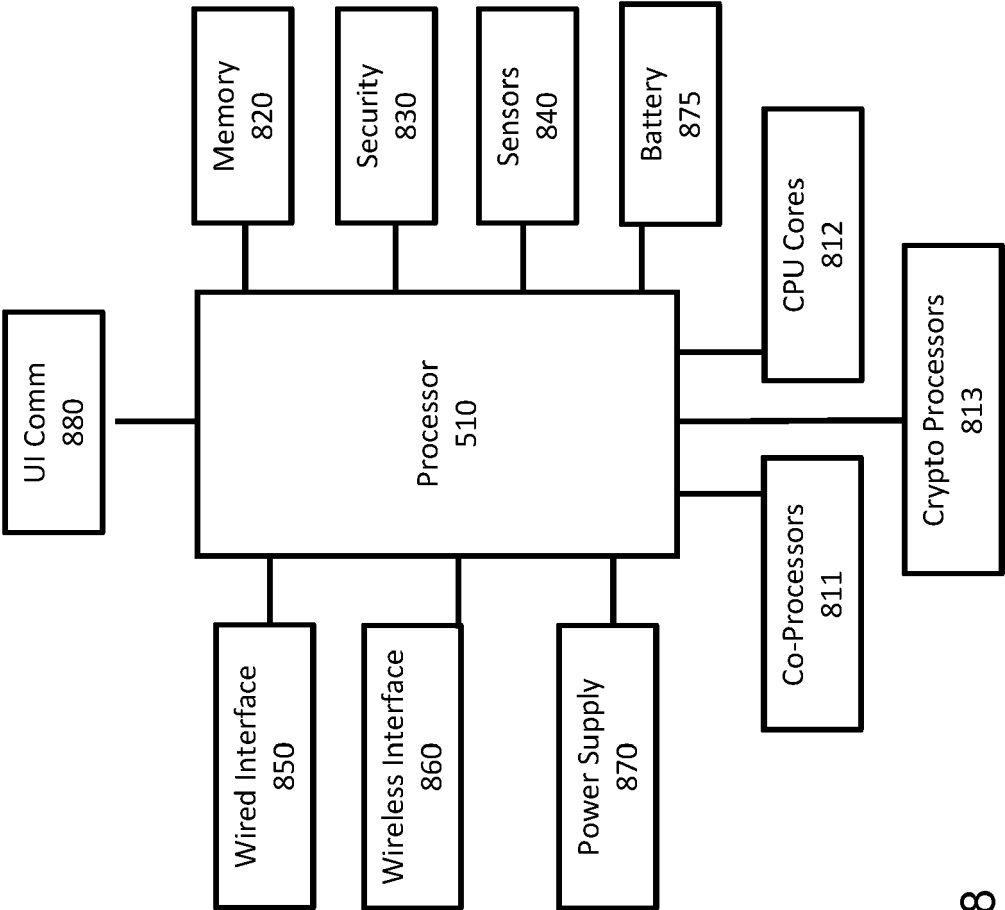 UI Comm
880
Memory
820
Security
830
Sensors
840
Battery
875
Processor
510
Wired Interface
850
Wireless Interface
860
Power Supply
870
CPU Cores
812
Co-Processors
811
Crypto Processors
813
8